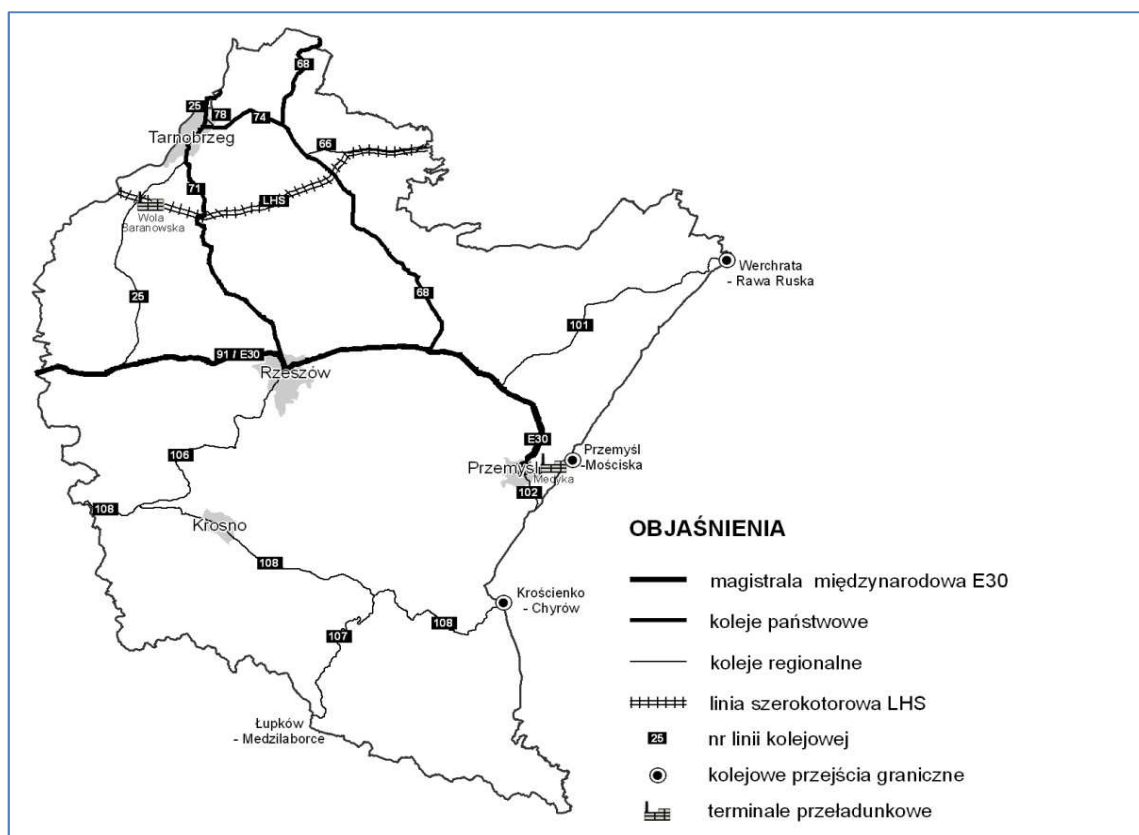 68
25
78
74
Tarnobrzeg
66
71
LHS
Wola
Baranowska
Werchrata
- Rawa Ruska
25
68
101
91 / E30
Rzeszów
E30
Przemyśl
-Mościska
106
Przemyśl
Medyka
102
108
Krosno
OBJAŚNIENIA
108
magistrala międzynarodowa E30
Krościenko
- Chyrów
108
koleje państwowe
107
koleje regionalne
linia szerokotorowa LHS
Łupków
- Medzilaborce
25
nr linii kolejowej
kolejowe przejścia graniczne
terminale przeładunkowe